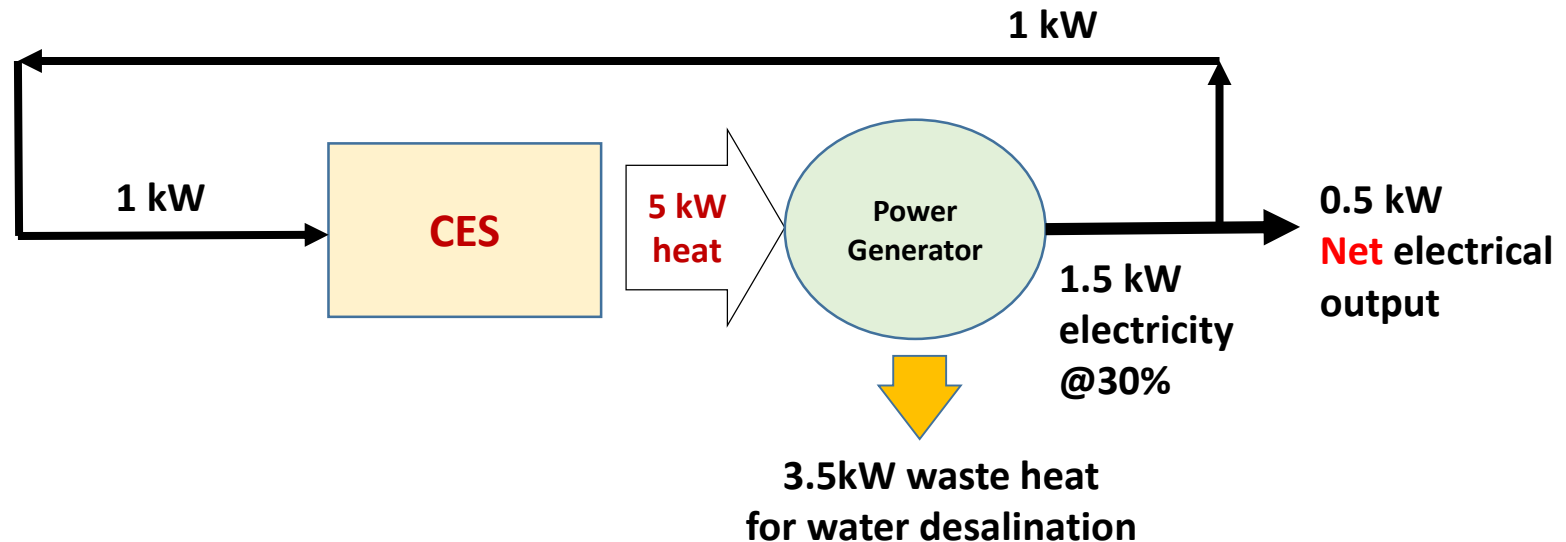 1 kW
1 kW
CES
5 kW
heat
Power
Generator
1.5 kW
electricity
@30%
0.5 kW
Net electrical
output
3.5kW waste heat
for water desalination